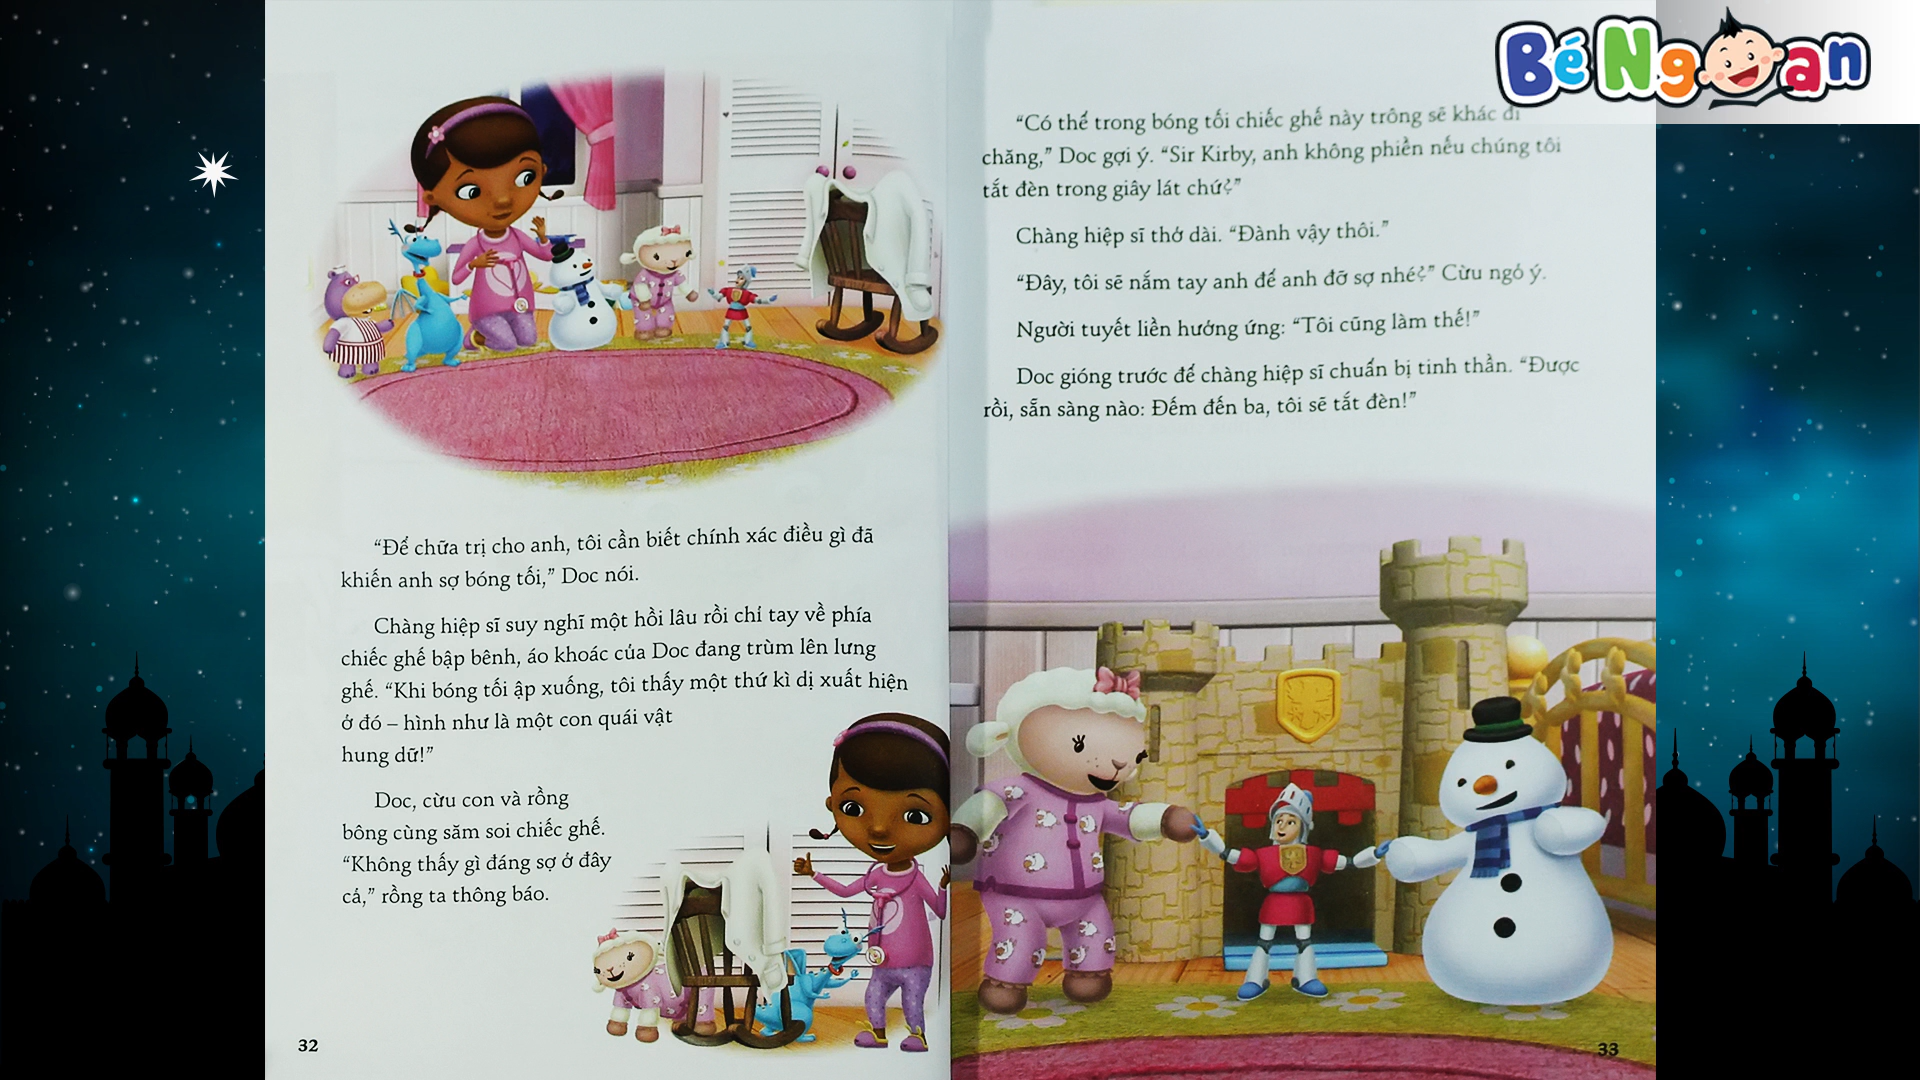 Bé Ngoan
“Để chữa trị cho anh, tôi cần biết chính xác điều gì đã
khiến anh sợ bóng tối,” Doc nói.
Chàng hiệp sĩ suy nghĩ một hồi lâu rồi chỉ tay về phía
chiếc ghế bập bênh, áo khoác của Doc đang trùm lên lưng
ghế. “Khi bóng tối ập xuống, tôi thấy một thứ kì dị xuất hiện
ở đó – hình như là một con quái vật
hung dữ!”
Doc, cừu con và rồng
bông cùng săm soi chiếc ghế.
“Không thấy gì đáng sợ ở đây
cả,” rồng ta thông báo.
32
“Có thể trong bóng tối chiếc ghế này trông sẽ khác đi
chăng,” Doc gợi ý. “Sir Kirby, anh không phiền nếu chúng tôi
tắt đèn trong giây lát chứ?”
Chàng hiệp sĩ thở dài. “Đành vậy thôi.”
“Đây, tôi sẽ nắm tay anh để anh đỡ sợ nhé?” Cừu ngỏ ý.
Người tuyết liền hưởng ứng: “Tôi cũng làm thế!”
Doc gióng trước để chàng hiệp sĩ chuẩn bị tinh thần. “Được
rồi, sẵn sàng nào: Đếm đến ba, tôi sẽ tắt đèn!”
33